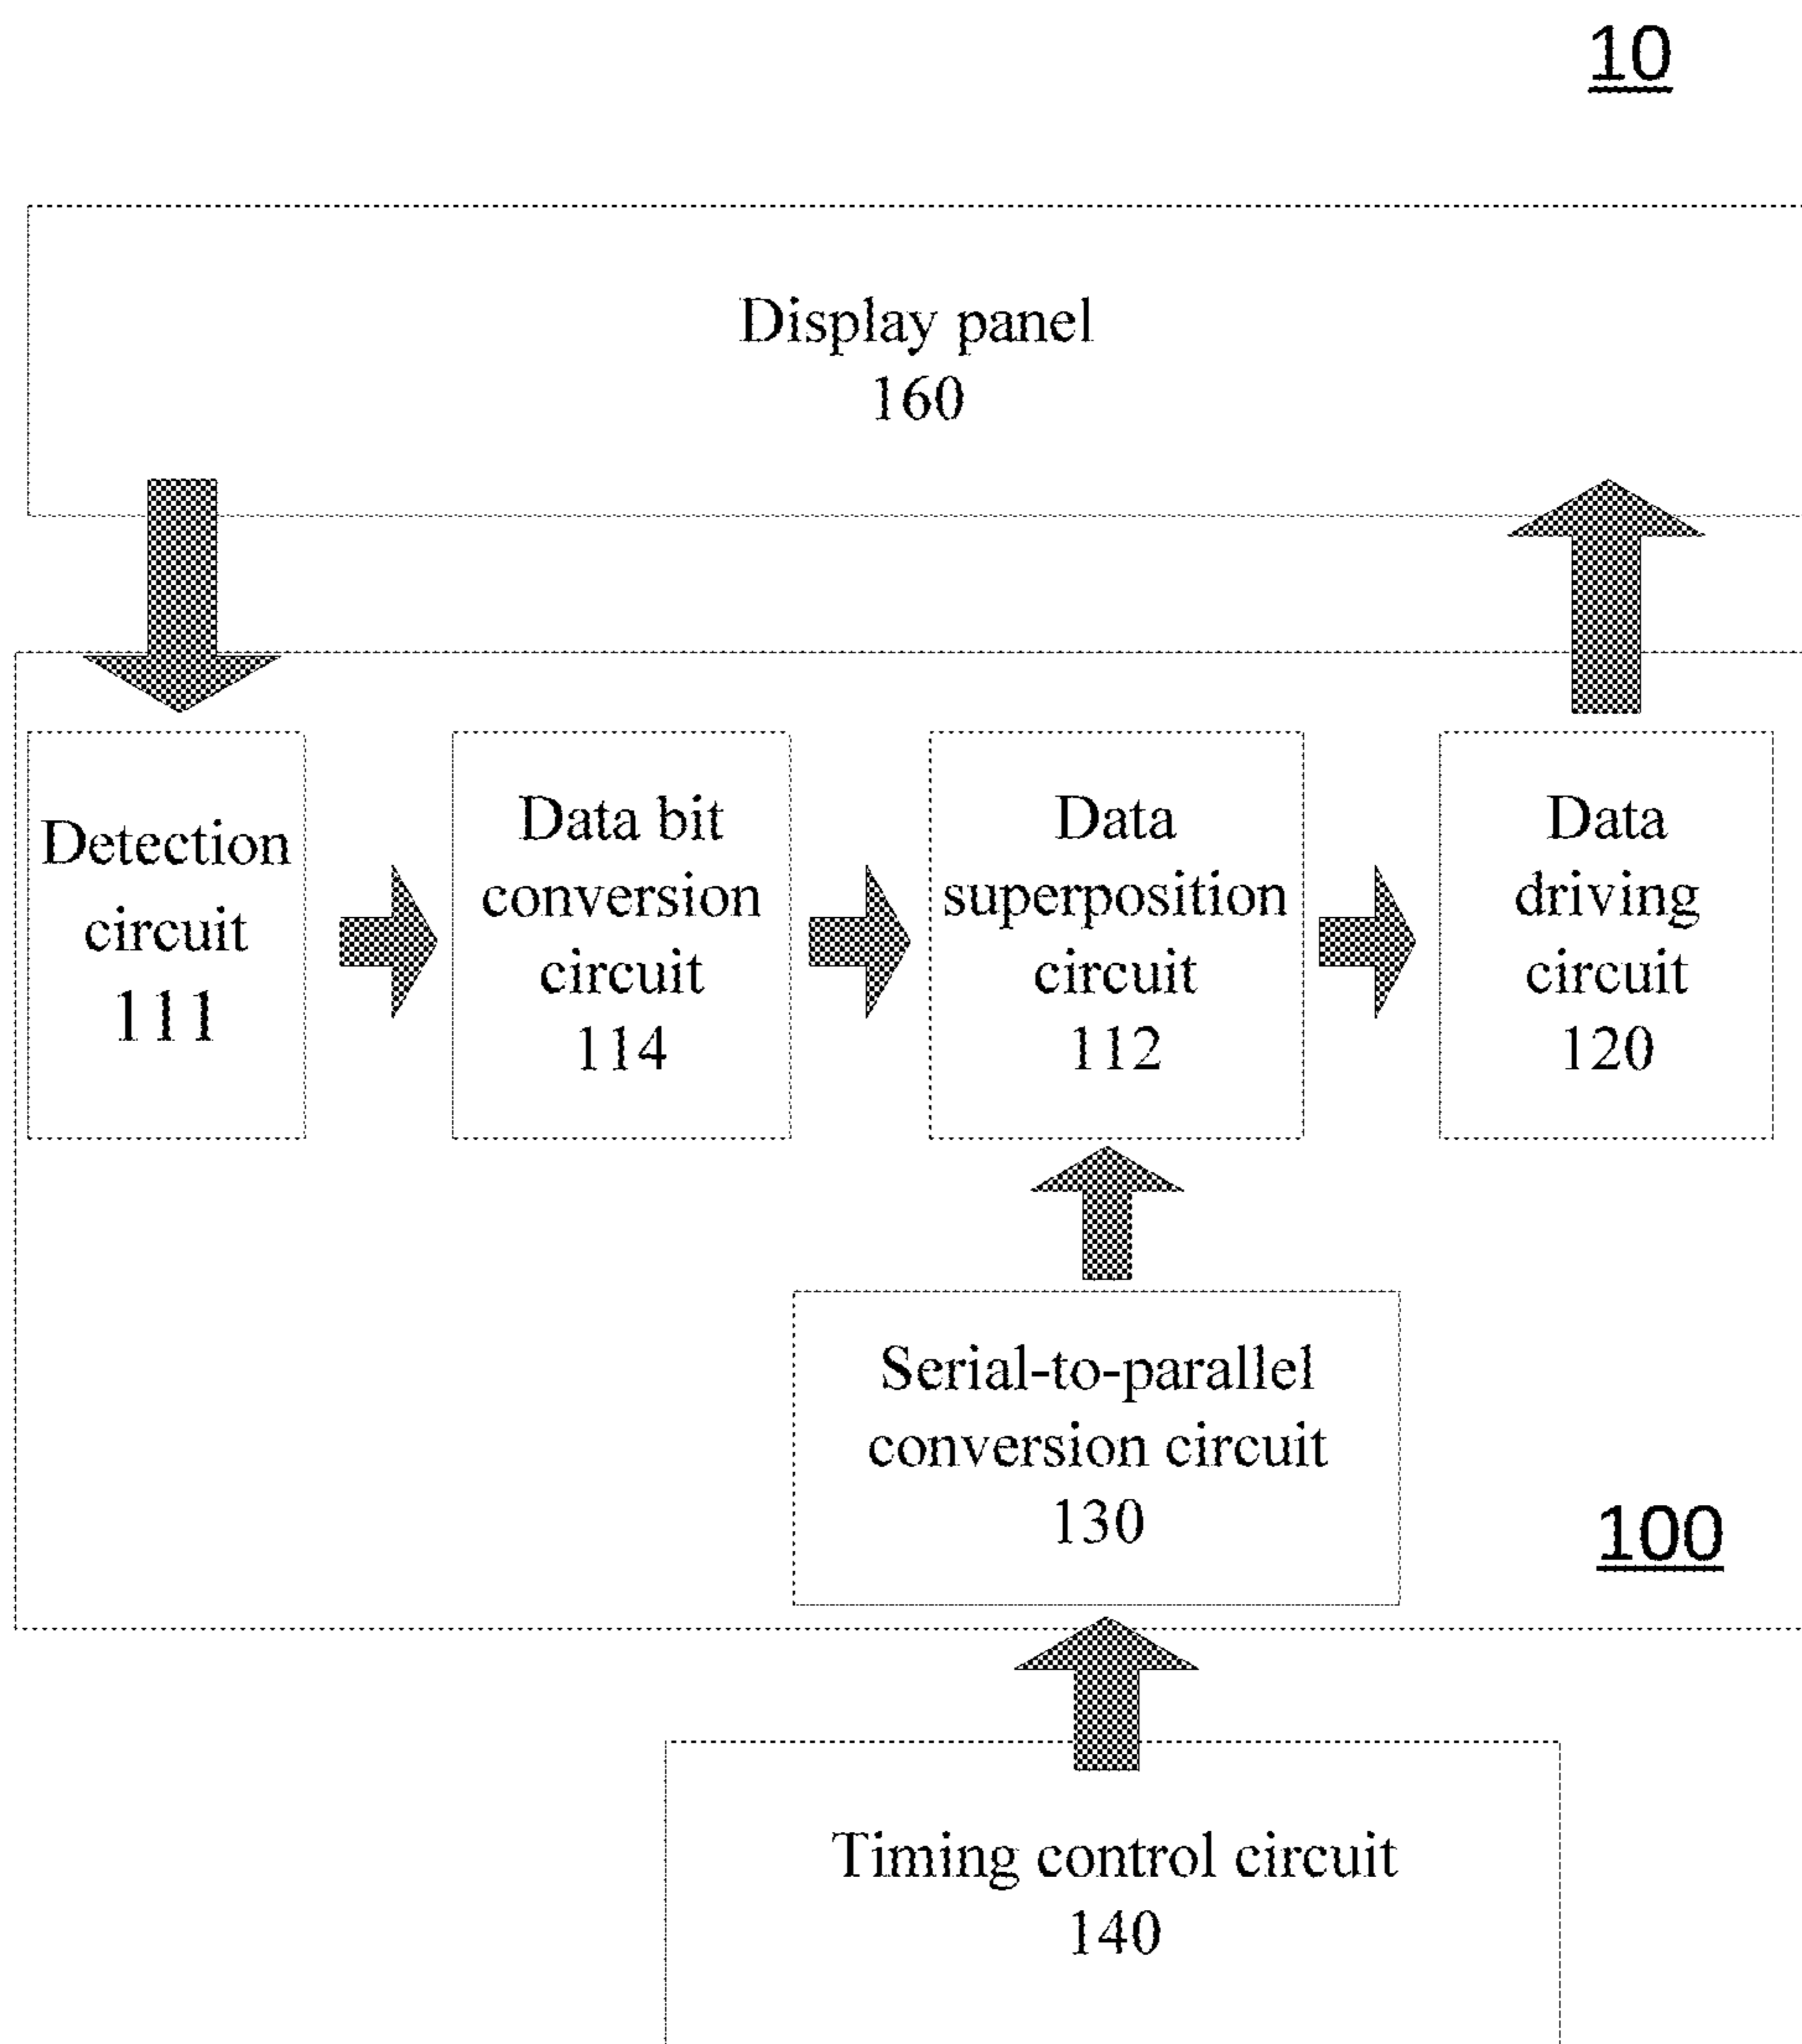 10
Display panel
160
Detection
circuit
111
Data bit
conversion
circuit
114
Data
superposition
circuit
112
Data
driving
circuit
120
Serial-to-parallel
conversion circuit
130
100
Timing control circuit
140